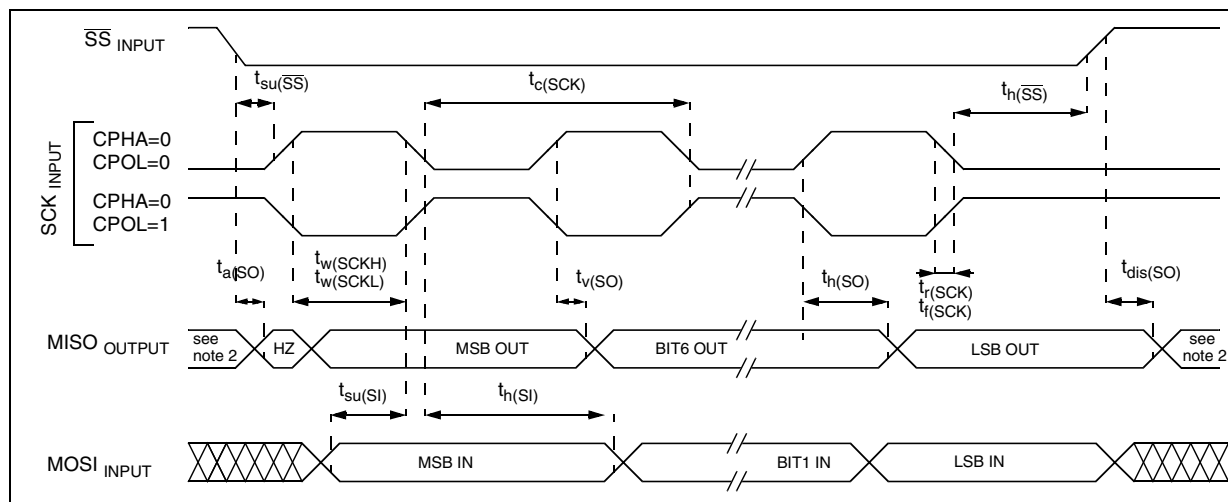 SS INPUT
tsu(SS)
tc(SCK)
th(SS)
SCK INPUT
CPHA=0
CPOL=0
CPHA=0
CPOL=1
ta(SO)
tw(SCKH)
tw(SCKL)
tv(SO)
th(SO)
tr(SCK)
tf(SCK)
tdis(SO)
MISO OUTPUT
see
note 2
HZ
MSB OUT
BIT6 OUT
LSB OUT
see
note 2
tsu(SI)
th(SI)
MOSI INPUT
MSB IN
BIT1 IN
LSB IN